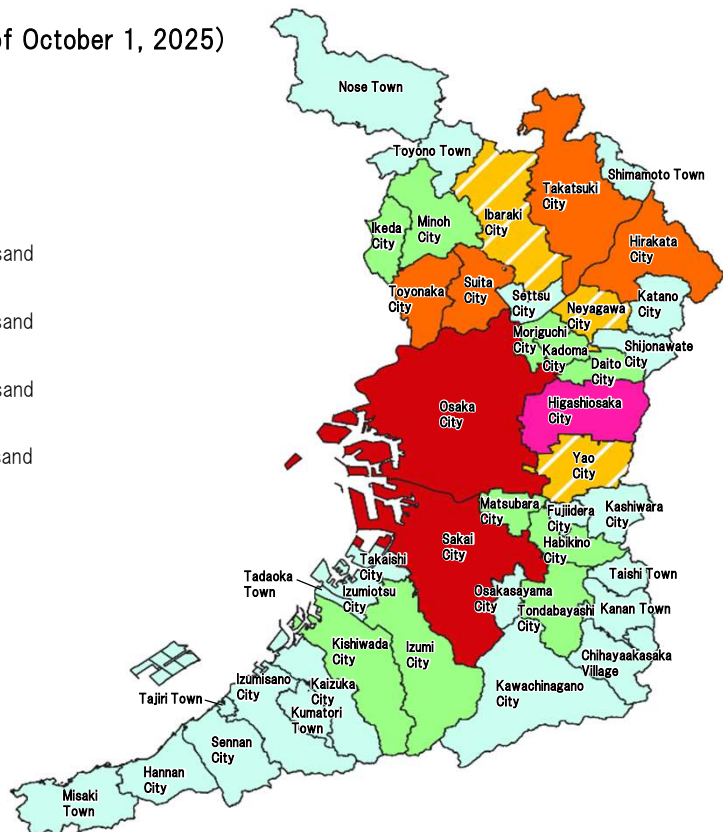 of October 1, 2025)
Nose Town
Toyono Town
Shimamoto Town
Takatsuki
City
Ibaraki
City
Minoh
City
Ikeda
City
Hirakata
City
sand
Suita
City
Toyonaka
City
Settsu
City
Neyagawa
City
Katano
City
sand
Moriguchi
City
Kadoma
City
Shijonawate
City
Daito
City
sand
Osaka
City
Higashiosaka
City
sand
Yao
City
Matsubara
City
Fujiidera
City
Kashiwara
City
Sakai
City
Habikino
City
Takaishi
City
Taishi Town
Tadaoka
Town
Izumiotsu
City
Osakasayama
City
Tondabayashi
City
Kanan Town
Kishiwada
City
Izumi
City
Chihayaakasaka
Village
Izumisano
City
Kaizuka
City
Kawachinagano
City
Tajiri Town
Kumatori
Town
Sennan
City
Hannan
City
Misaki
Town